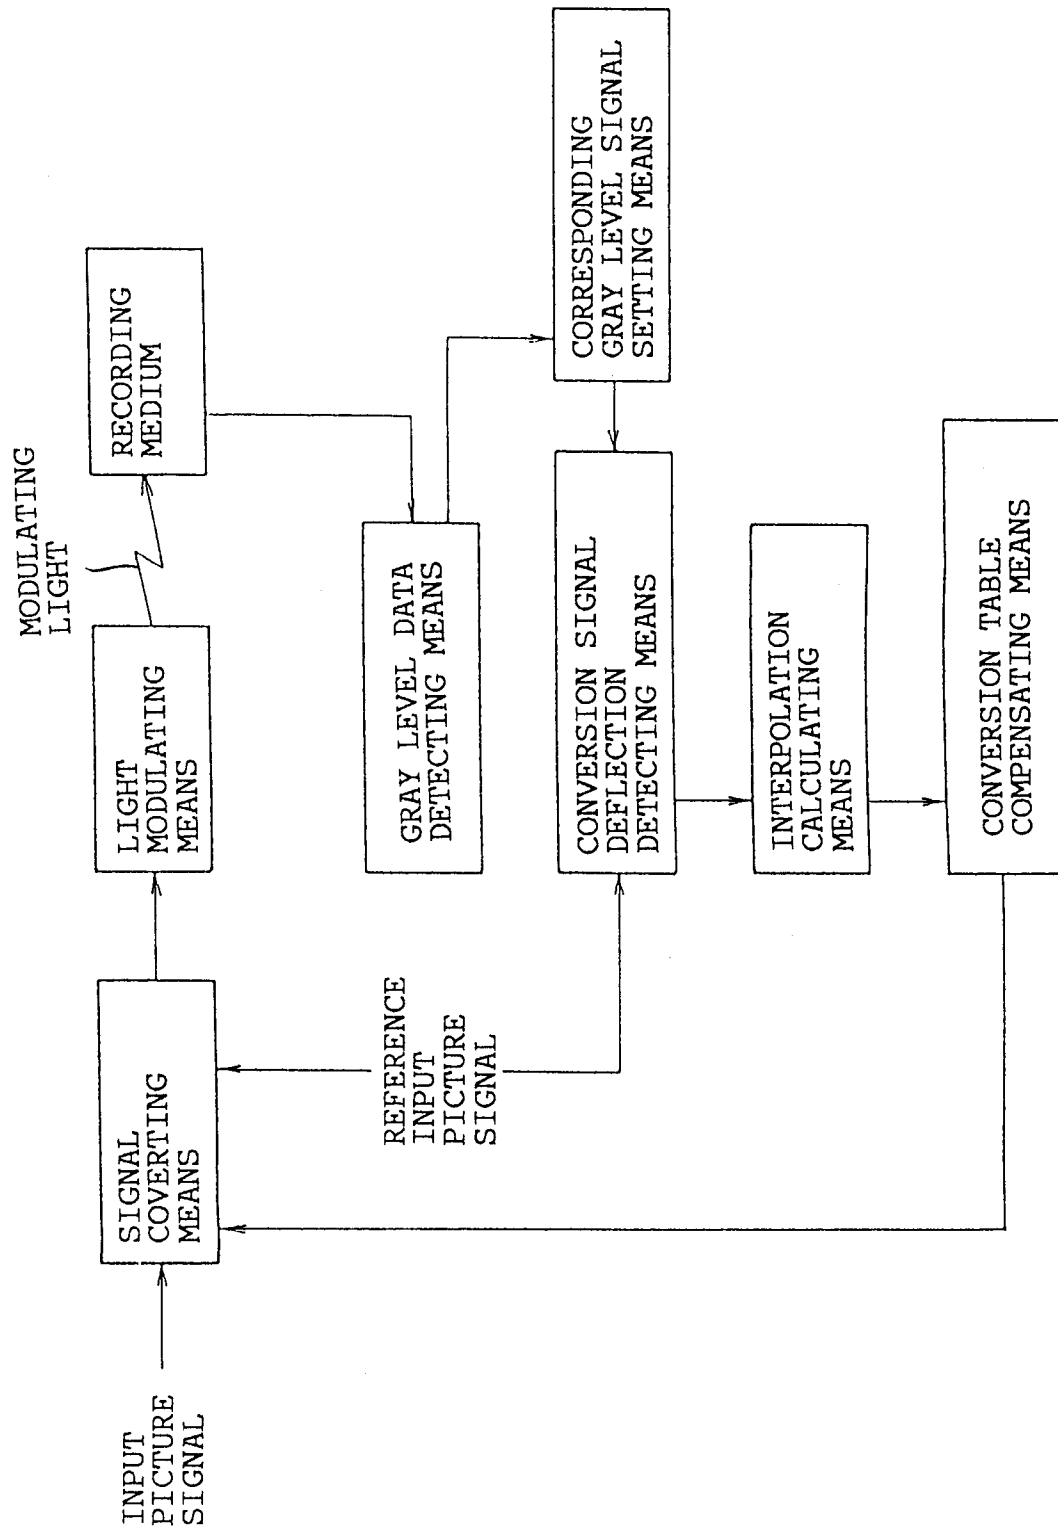 INPUT
PICTURE
SIGNAL
SIGNAL
COVERTING
MEANS
LIGHT
MODULATING
MEANS
MODULATING
LIGHT
RECORDING
MEDIUM
REFERENCE
INPUT
PICTURE
SIGNAL
GRAY LEVEL DATA
DETECTING MEANS
CORRESPONDING
GRAY LEVEL SIGNAL
SETTING MEANS
CONVERSION SIGNAL
DEFLECTION
DETECTING MEANS
INTERPOLATION
CALCULATING
MEANS
CONVERSION TABLE
COMPENSATING MEANS